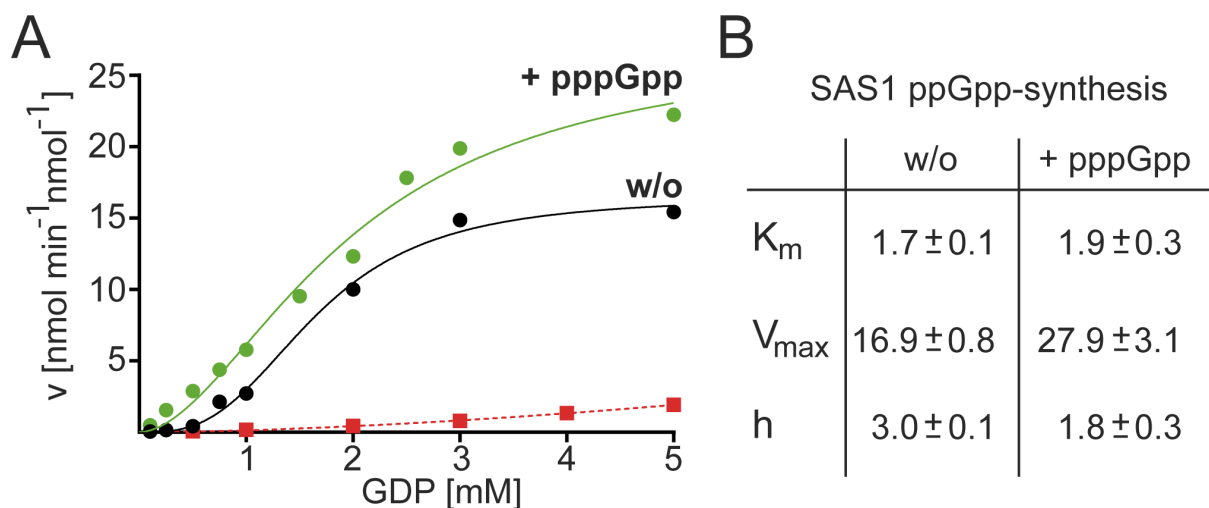 A
+ pppGpp
w/o
v [nmol min⁻¹nmol⁻¹]
25
20
15
10
5
1 2 3 4 5
GDP [mM]
B
SAS1 ppGpp-synthesis
w/o + pppGpp
Kₘ 1.7 ± 0.1 1.9 ± 0.3
Vₘₐₓ 16.9 ± 0.8 27.9 ± 3.1
h 3.0 ± 0.1 1.8 ± 0.3